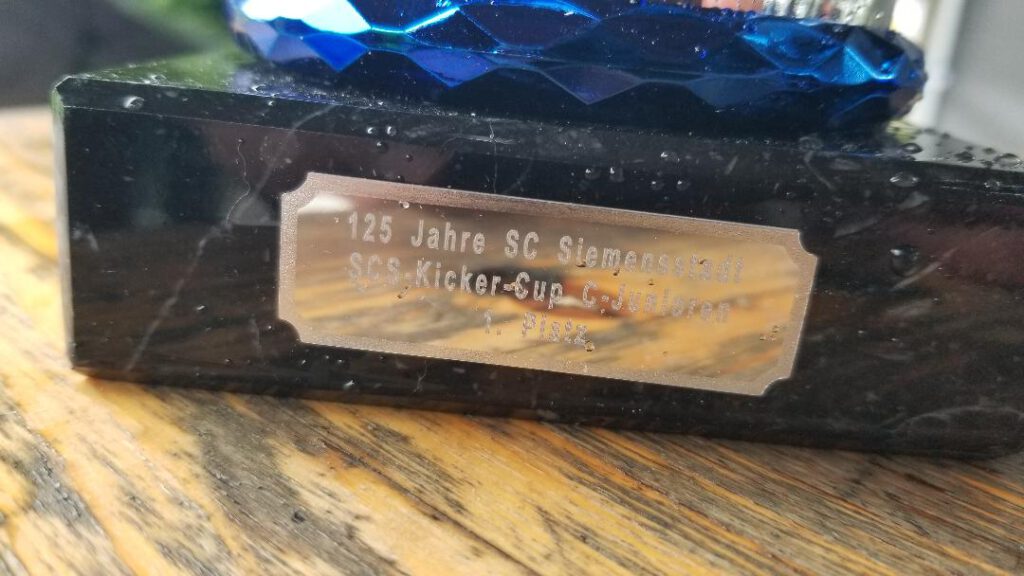 125 Jahre SC Siemensstadt
SCS-Kicker-Cup C-Junioren
1. Platz